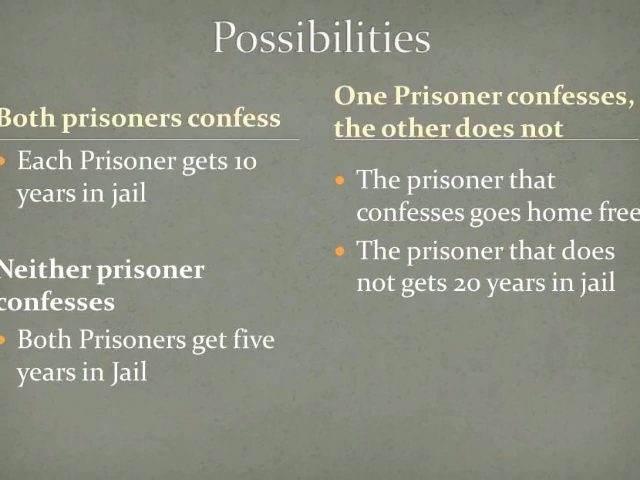 Possibilities
Both prisoners confess
• Each Prisoner gets 10
years in jail
Neither prisoner
confesses
• Both Prisoners get five
years in Jail
One Prisoner confesses,
the other does not
• The prisoner that
confesses goes home free
• The prisoner that does
not gets 20 years in jail